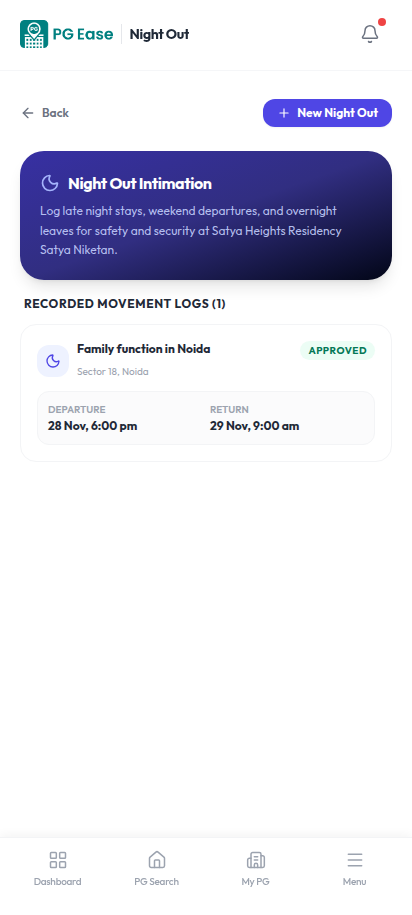 PG
PG Ease
Night Out
Back
New Night Out
Night Out Intimation
Log late night stays, weekend departures, and overnight
leaves for safety and security at Satya Heights Residency
Satya Niketan.
RECORDED MOVEMENT LOGS (1)
Family function in Noida
APPROVED
Sector 18, Noida
DEPARTURE
RETURN
28 Nov, 6:00 pm
29 Nov, 9:00 am
Dashboard
PG Search
My PG
Menu